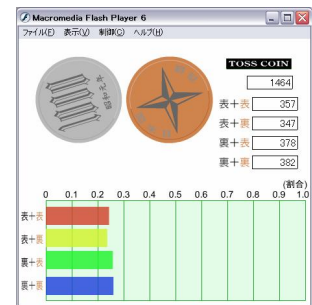 Macromedia Flash Player 6
ファイル(F) 表示(V) 制御(C) ヘルプ(H)
TOSS COIN
1464
表+表 357
表+裏 347
裏+表 378
裏+裏 382
(割合)
0 0.1 0.2 0.3 0.4 0.5 0.6 0.7 0.8 0.9 1.0
表+表
表+裏
裏+表
裏+裏